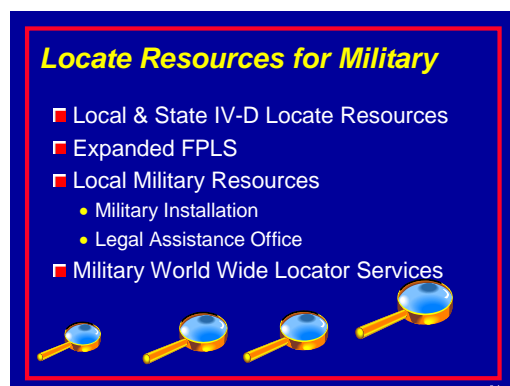 Locate Resources for Military
Local & State IV-D Locate Resources
Expanded FPLS
Local Military Resources
• Military Installation
• Legal Assistance Office
Military World Wide Locator Services